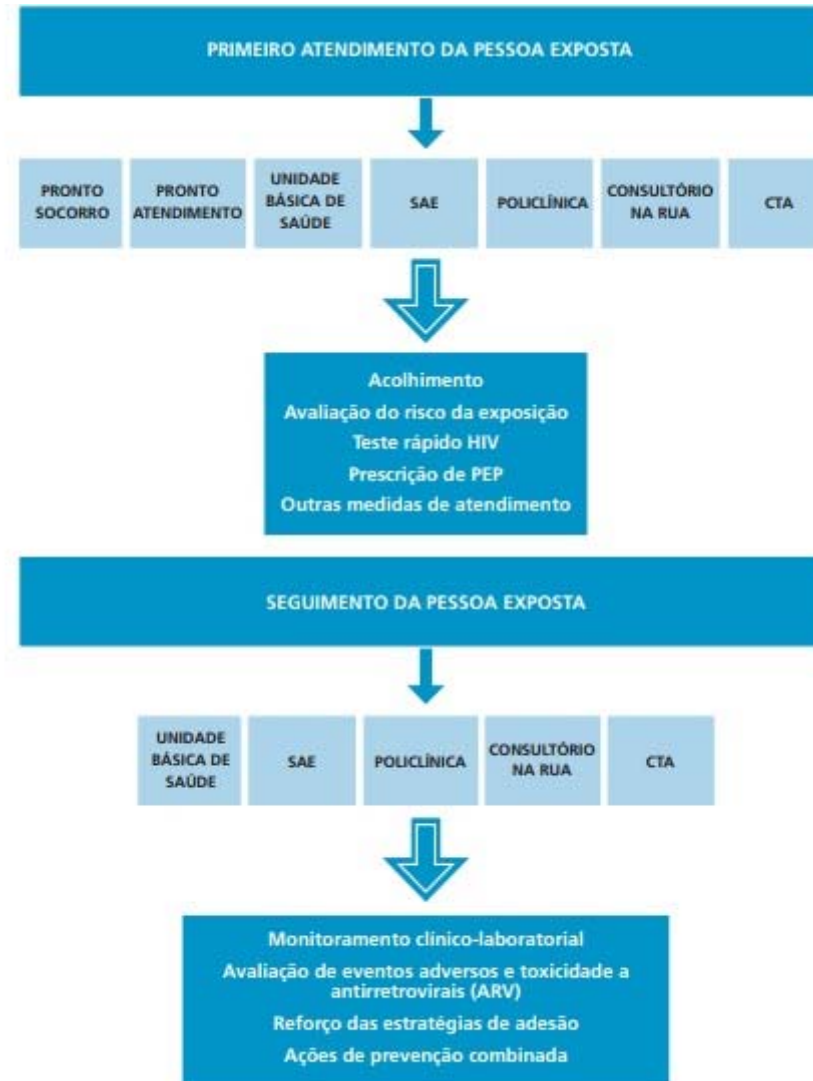 PRIMEIRO ATENDIMENTO DA PESSOA EXPOSTA
PRONTO
SOCORRO
PRONTO
ATENDIMENTO
UNIDADE
BÁSICA DE
SAÚDE
SAE
POLICLÍNICA
CONSULTÓRIO
NA RUA
CTA
Acolhimento
Avaliação do risco da exposição
Teste rápido HIV
Prescrição de PEP
Outras medidas de atendimento
SEGUIMENTO DA PESSOA EXPOSTA
UNIDADE
BÁSICA DE
SAÚDE
SAE
POLICLÍNICA
CONSULTÓRIO
NA RUA
CTA
Monitoramento clínico-laboratorial
Avaliação de eventos adversos e toxicidade a
antirretrovirais (ARV)
Reforço das estratégias de adesão
Ações de prevenção combinada